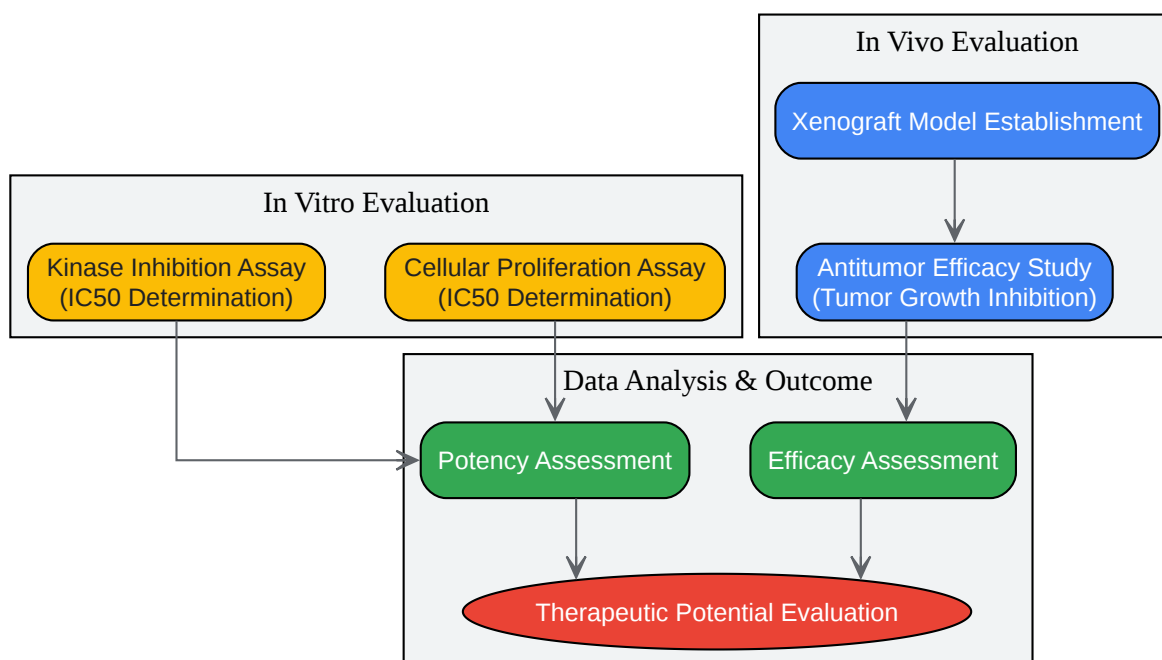 In Vivo Evaluation
Xenograft Model Establishment
In Vitro Evaluation
Kinase Inhibition Assay
(IC50 Determination)
Cellular Proliferation Assay
(IC50 Determination)
Antitumor Efficacy Study
(Tumor Growth Inhibition)
Data Analysis & Outcome
Potency Assessment
Efficacy Assessment
Therapeutic Potential Evaluation